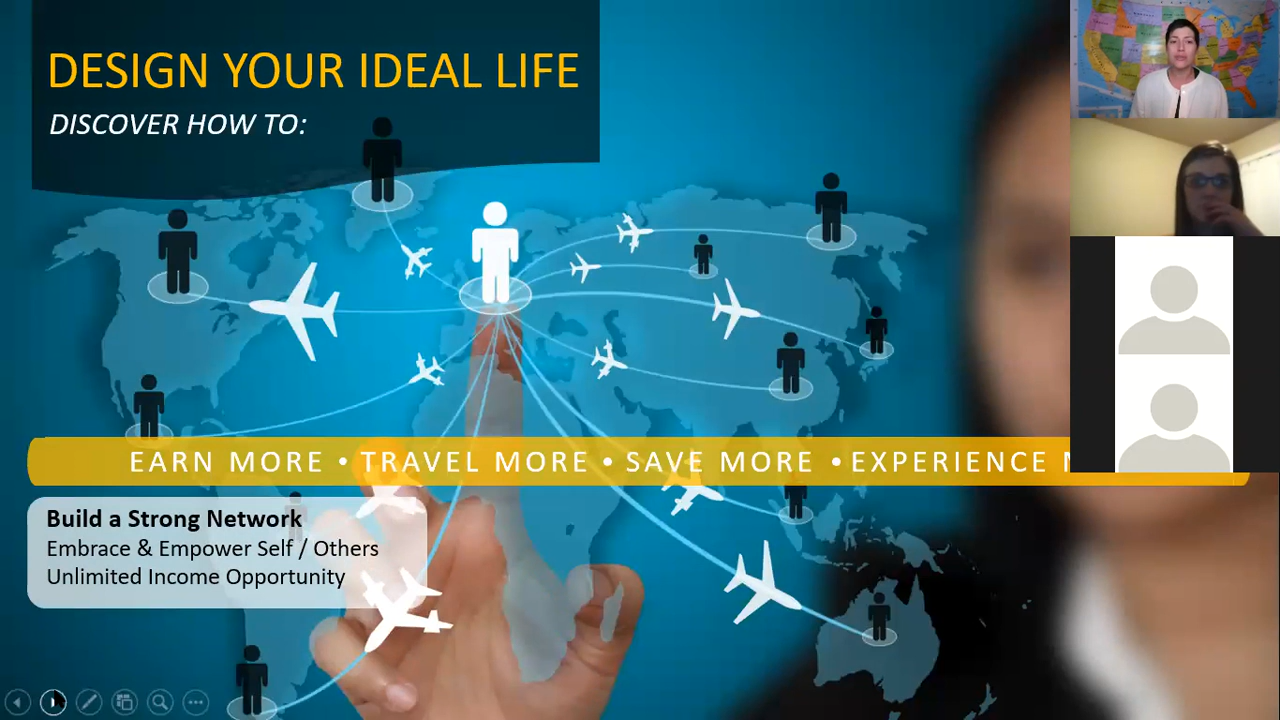 DESIGN YOUR IDEAL LIFE
DISCOVER HOW TO:
EARN MORE • TRAVEL MORE • SAVE MORE • EXPERIENCE
Build a Strong Network
Embrace & Empower Self / Others
Unlimited Income Opportunity